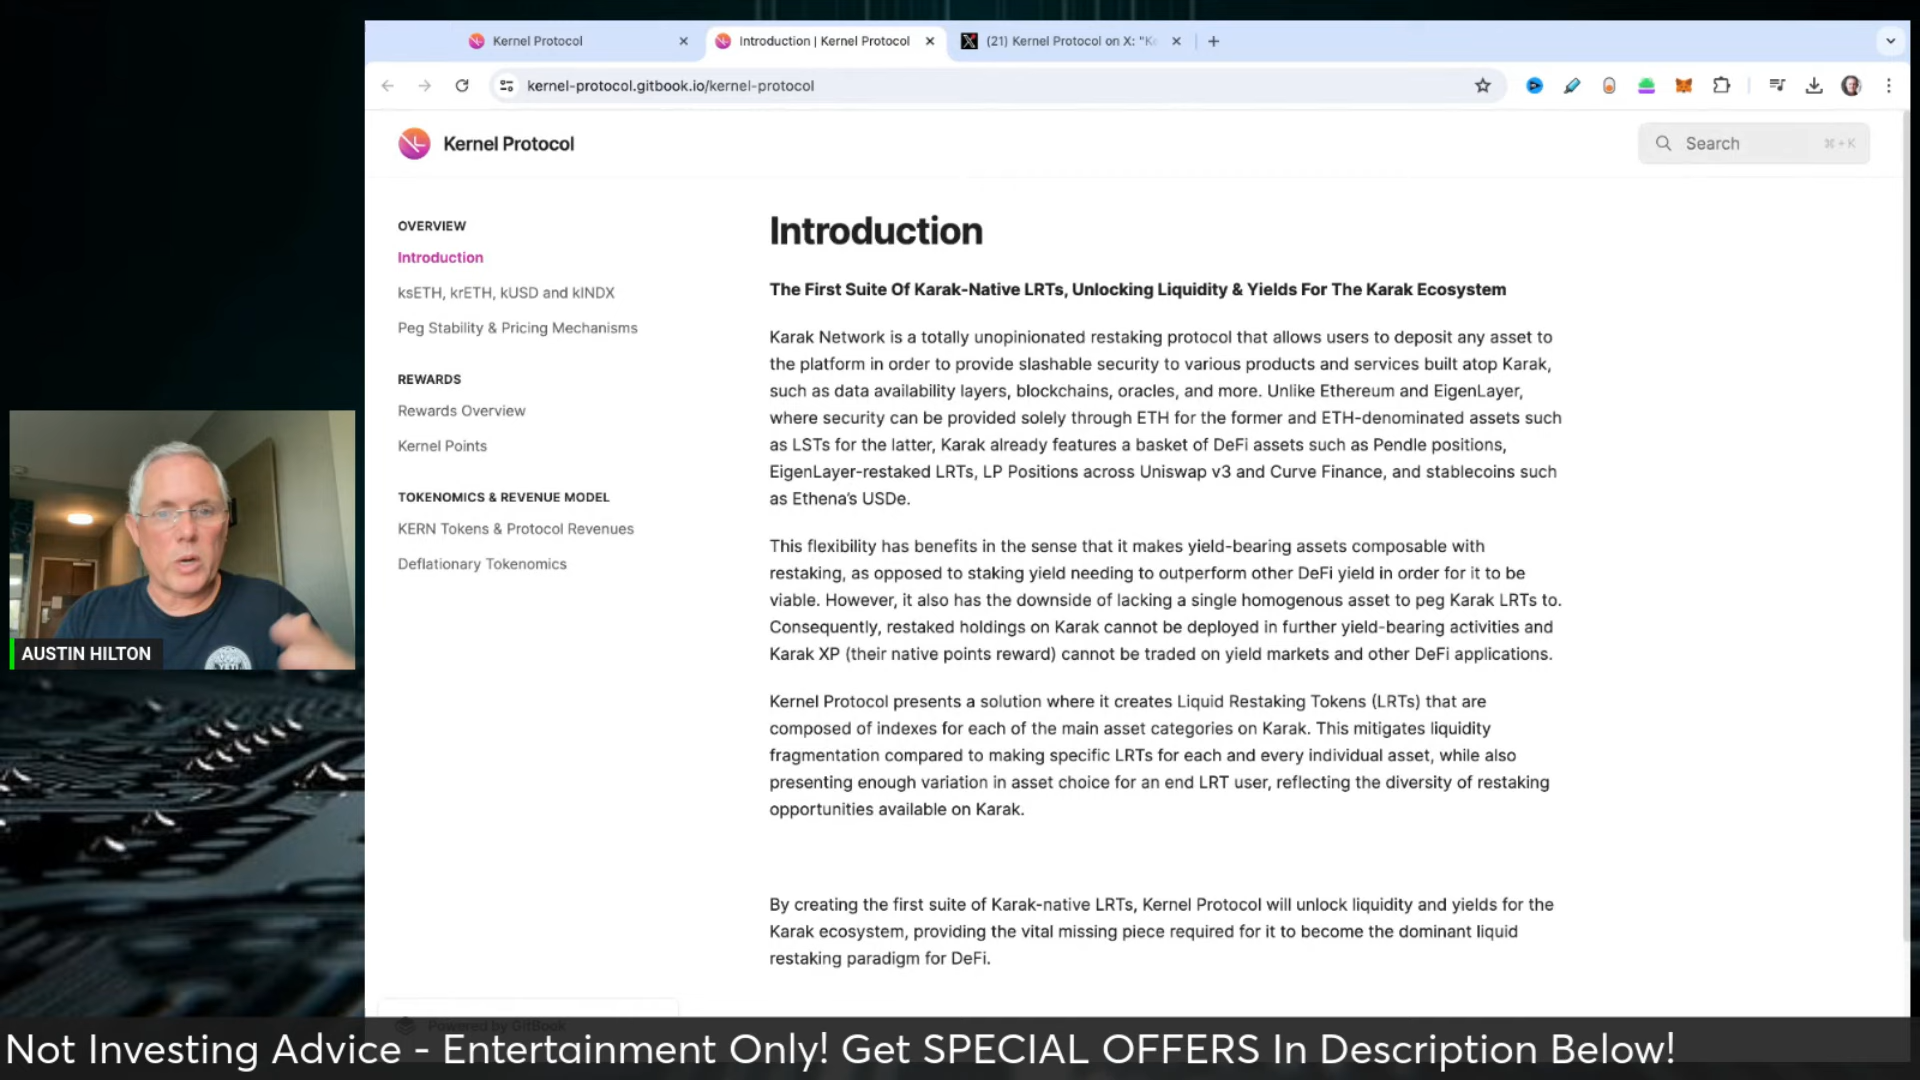 Kernel Protocol
Introduction | Kernel Protocol
(21) Kernel Protocol on X: "Ke
kernel-protocol.gitbook.io/kernel-protocol
Kernel Protocol
Search
⌘ + K
OVERVIEW
Introduction
ksETH, krETH, kUSD and kINDX
Peg Stability & Pricing Mechanisms
REWARDS
Rewards Overview
Kernel Points
TOKENOMICS & REVENUE MODEL
KERN Tokens & Protocol Revenues
Deflationary Tokenomics
Powered by GitBook
Introduction
The First Suite Of Karak-Native LRTs, Unlocking Liquidity & Yields For The Karak Ecosystem
Karak Network is a totally unopinionated restaking protocol that allows users to deposit any asset to
the platform in order to provide slashable security to various products and services built atop Karak,
such as data availability layers, blockchains, oracles, and more. Unlike Ethereum and EigenLayer,
where security can be provided solely through ETH for the former and ETH-denominated assets such
as LSTs for the latter, Karak already features a basket of DeFi assets such as Pendle positions,
EigenLayer-restaked LRTs, LP Positions across Uniswap v3 and Curve Finance, and stablecoins such
as Ethena's USDe.
This flexibility has benefits in the sense that it makes yield-bearing assets composable with
restaking, as opposed to staking yield needing to outperform other DeFi yield in order for it to be
viable. However, it also has the downside of lacking a single homogenous asset to peg Karak LRTs to.
Consequently, restaked holdings on Karak cannot be deployed in further yield-bearing activities and
Karak XP (their native points reward) cannot be traded on yield markets and other DeFi applications.
Kernel Protocol presents a solution where it creates Liquid Restaking Tokens (LRTs) that are
composed of indexes for each of the main asset categories on Karak. This mitigates liquidity
fragmentation compared to making specific LRTs for each and every individual asset, while also
presenting enough variation in asset choice for an end LRT user, reflecting the diversity of restaking
opportunities available on Karak.
By creating the first suite of Karak-native LRTs, Kernel Protocol will unlock liquidity and yields for the
Karak ecosystem, providing the vital missing piece required for it to become the dominant liquid
restaking paradigm for DeFi.
AUSTIN HILTON
Not Investing Advice - Entertainment Only! Get SPECIAL OFFERS In Description Below!